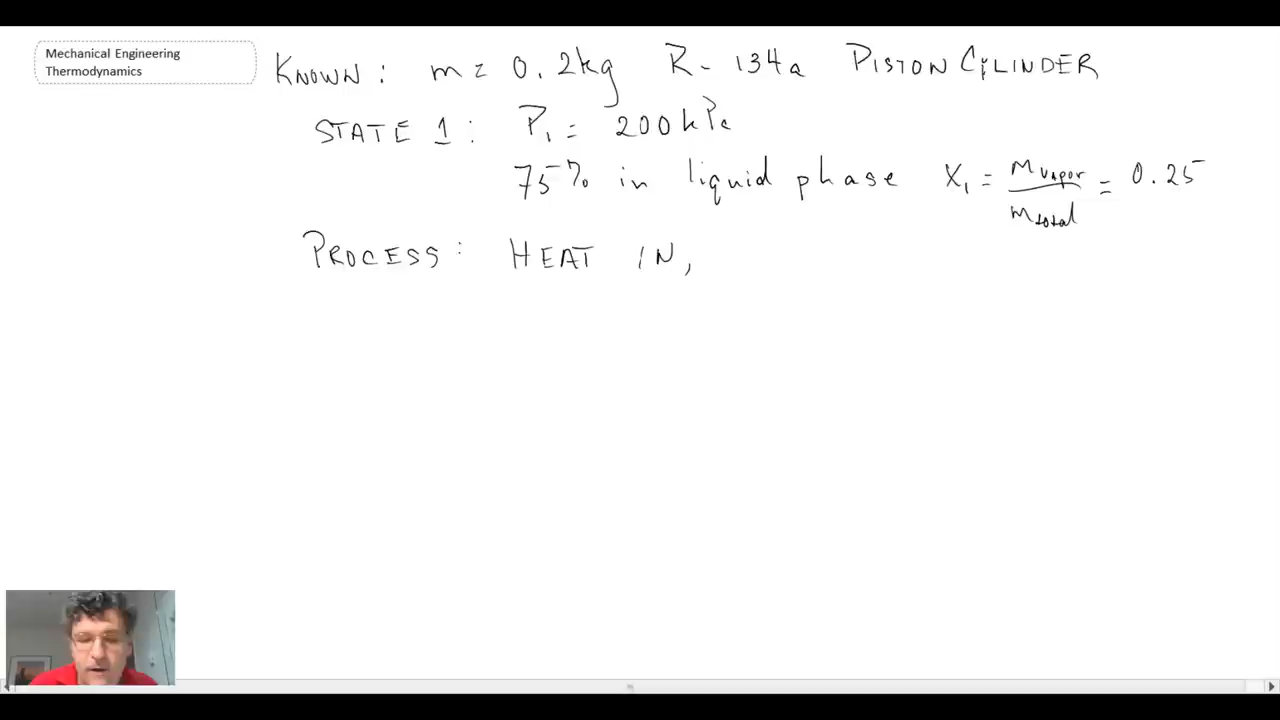 Mechanical Engineering
Thermodynamics
KNOWN: m = 0.2kg R-134a PISTON CYLINDER
STATE 1: P₁ = 200 kPa
75% in liquid phase X₁ = mvapor/mtotal = 0.25
PROCESS: HEAT IN,